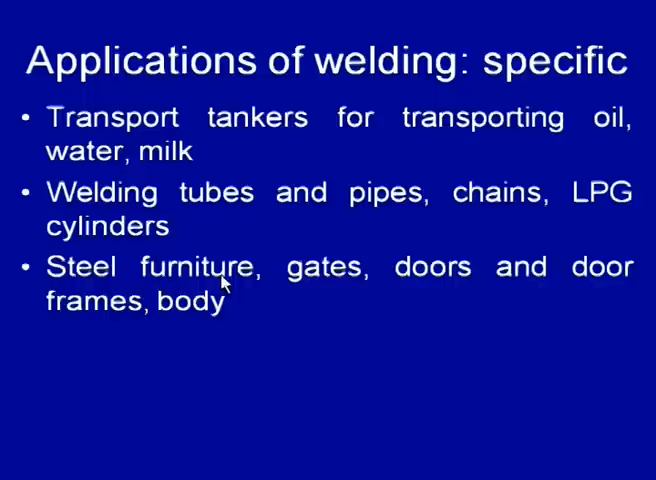 Applications of welding: specific
• Transport tankers for transporting oil,
water, milk
• Welding tubes and pipes, chains, LPG
cylinders
• Steel furniture, gates, doors and door
frames, body